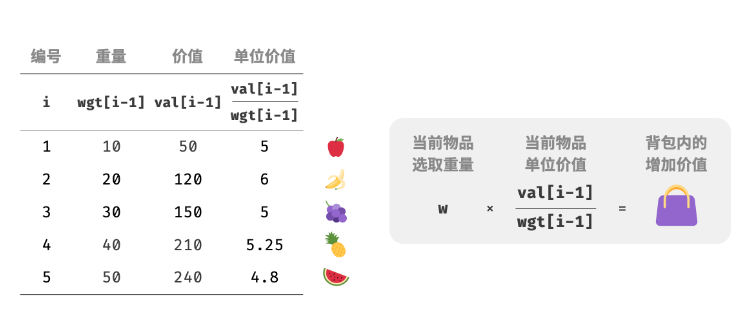 编号 重量 价值 单位价值
i wgt[i-1] val[i-1] val[i-1]
wgt[i-1]
1 10 50 5
2 20 120 6
3 30 150 5
4 40 210 5.25
5 50 240 4.8
当前物品 当前物品 背包内的
选取重量 单位价值 增加价值
w × val[i-1] =
wgt[i-1]